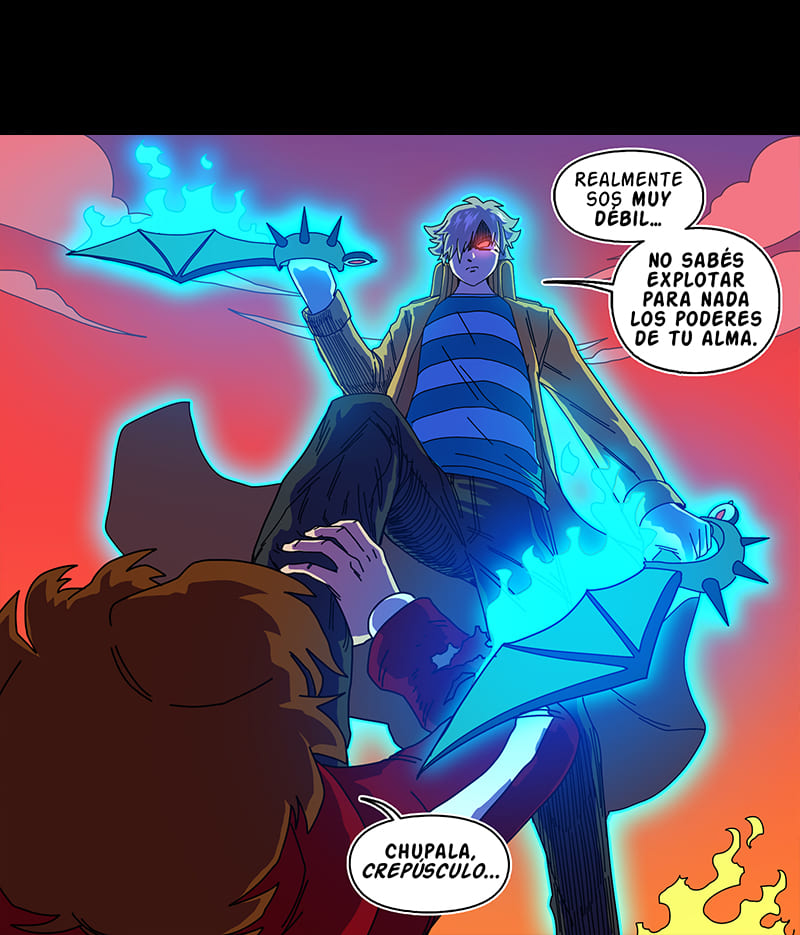 REALMENTE
SOS MUY
DÉBIL...
NO SABÉS
EXPLOTAR
PARA NADA
LOS PODERES
DE TU ALMA.
CHUPALA,
CREPÚSCULO...